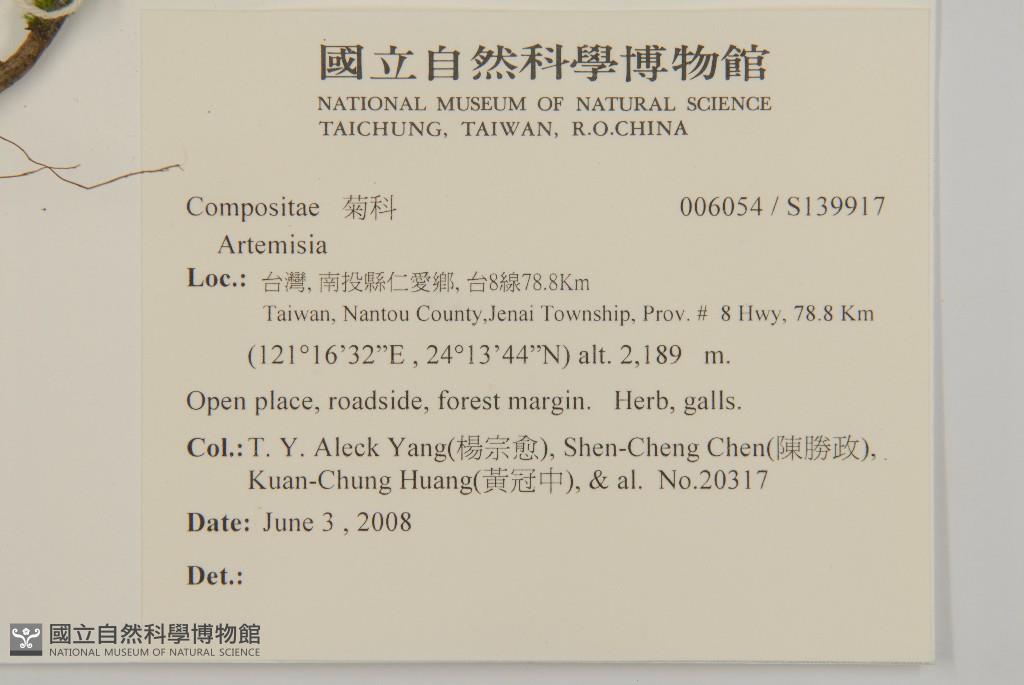 國立自然科學博物館
NATIONAL MUSEUM OF NATURAL SCIENCE
TAICHUNG, TAIWAN, R.O.CHINA
Compositae 菊科 006054 / S139917
Artemisia
Loc.: 台灣, 南投縣仁愛鄉, 台8線78.8Km
Taiwan, Nantou County,Jenai Township, Prov. # 8 Hwy, 78.8 Km
(121°16’32”E , 24°13’44”N) alt. 2,189 m.
Open place, roadside, forest margin. Herb, galls.
Col.: T. Y. Aleck Yang(楊宗愈), Shen-Cheng Chen(陳勝政),
Kuan-Chung Huang(黃冠中), & al. No.20317
Date: June 3 , 2008
Det.:
國立自然科學博物館
NATIONAL MUSEUM OF NATURAL SCIENCE